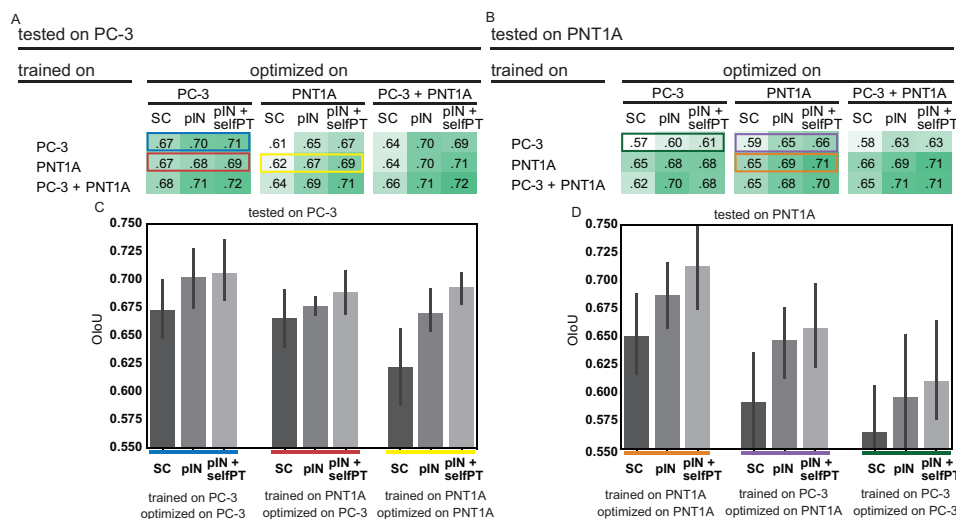 A
tested on PC-3
trained on
optimized on
PC-3 PNT1A PC-3 + PNT1A
SC pIN pIN + selfPT SC pIN pIN + selfPT SC pIN pIN + selfPT
PC-3 .67 .70 .71 .61 .65 .67 .64 .70 .69
PNT1A .67 .68 .69 .62 .67 .69 .64 .70 .71
PC-3 + PNT1A .68 .71 .72 .64 .69 .71 .66 .71 .72
B
tested on PNT1A
trained on
optimized on
PC-3 PNT1A PC-3 + PNT1A
SC pIN pIN + selfPT SC pIN pIN + selfPT SC pIN pIN + selfPT
PC-3 .57 .60 .61 .59 .65 .66 .58 .63 .63
PNT1A .65 .68 .68 .65 .69 .71 .66 .69 .71
PC-3 + PNT1A .62 .70 .68 .65 .68 .70 .65 .71 .71
C
tested on PC-3
OIoU
0.750
0.725
0.700
0.675
0.650
0.625
0.600
0.575
0.550
SC pIN pIN + selfPT SC pIN pIN + selfPT SC pIN pIN + selfPT
trained on PC-3 trained on PNT1A trained on PNT1A
optimized on PC-3 optimized on PC-3 optimized on PNT1A
D
tested on PNT1A
OIoU
0.750
0.725
0.700
0.675
0.650
0.625
0.600
0.575
0.550
SC pIN pIN + selfPT SC pIN pIN + selfPT SC pIN pIN + selfPT
trained on PNT1A trained on PC-3 trained on PC-3
optimized on PNT1A optimized on PNT1A optimized on PC-3